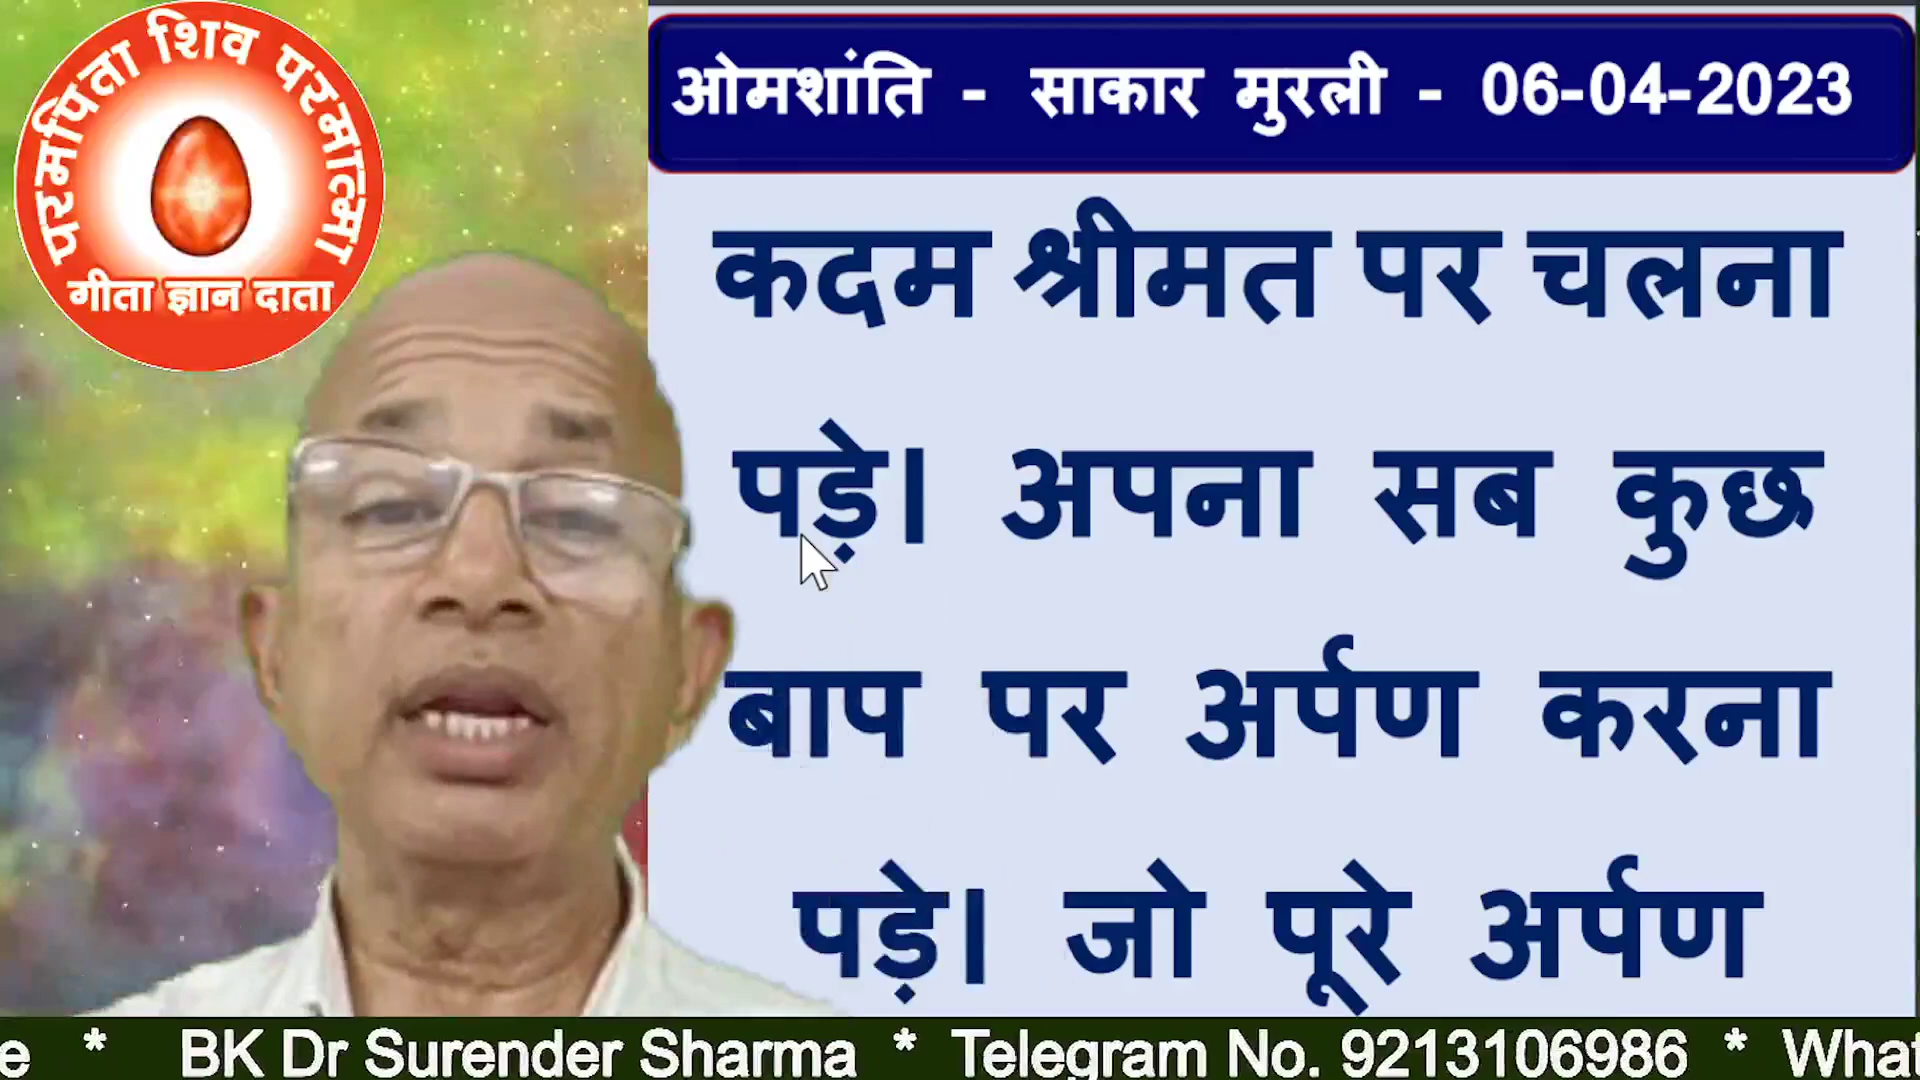 परमपिता शिव परमात्मा
गीता ज्ञान दाता
ओमशांति - साकार मुरली - 06-04-2023
कदम श्रीमत पर चलना
पड़े। अपना सब कुछ
बाप पर अर्पण करना
पड़े। जो पूरे अर्पण
e * BK Dr Surender Sharma * Telegram No. 9213106986 * What